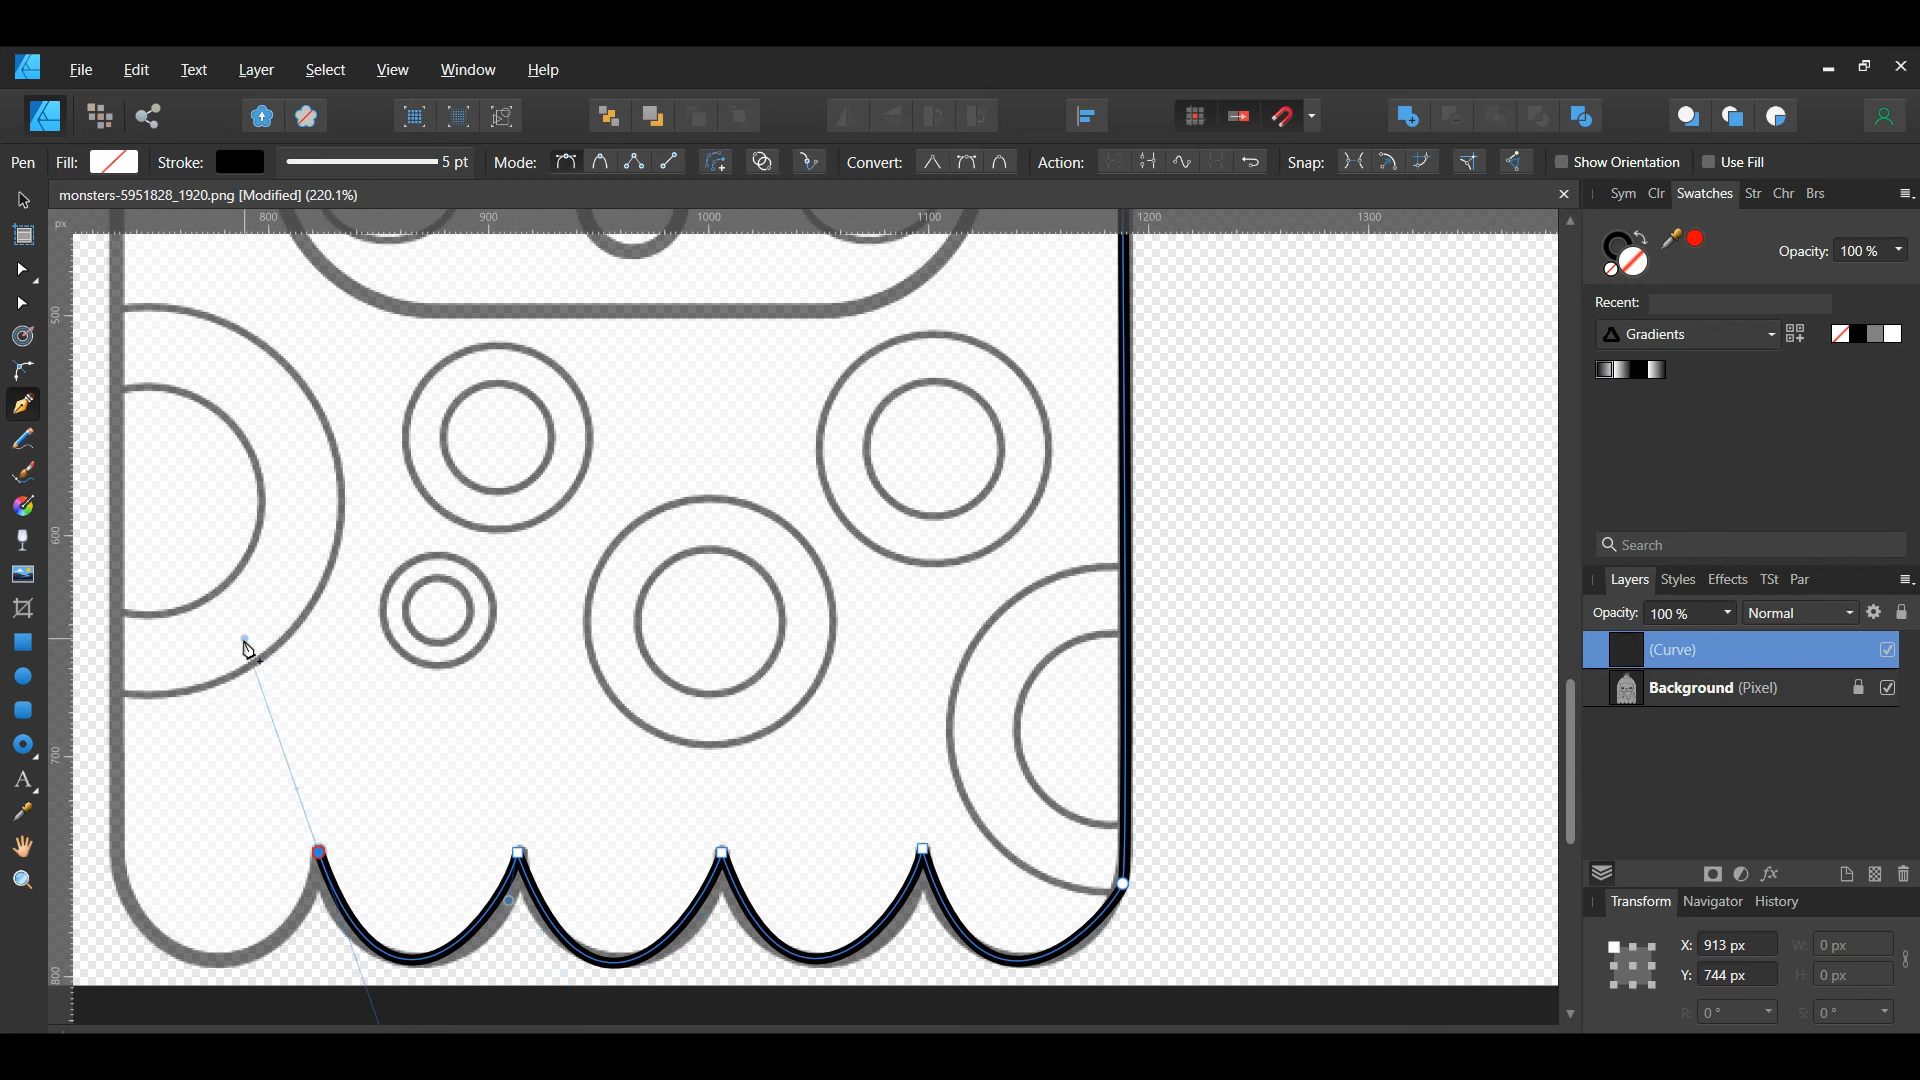 File Edit Text Layer Select View Window Help
Pen Fill: Stroke: 5 pt Mode: Convert: Action: Snap: Show Orientation Use Fill
monsters-5951828_1920.png [Modified] (220.1%)
Sym Clr Swatches Str Chr Brs
px 800 900 1000 1100 1200 1300
500
600
700
800
Opacity: 100 %
Recent:
Gradients
Search
Layers Styles Effects TSt Par
Opacity: 100 % Normal
(Curve)
Background (Pixel)
Transform Navigator History
X: 913 px W: 0 px
Y: 744 px H: 0 px
R: 0 ° S: 0 °
A
fx